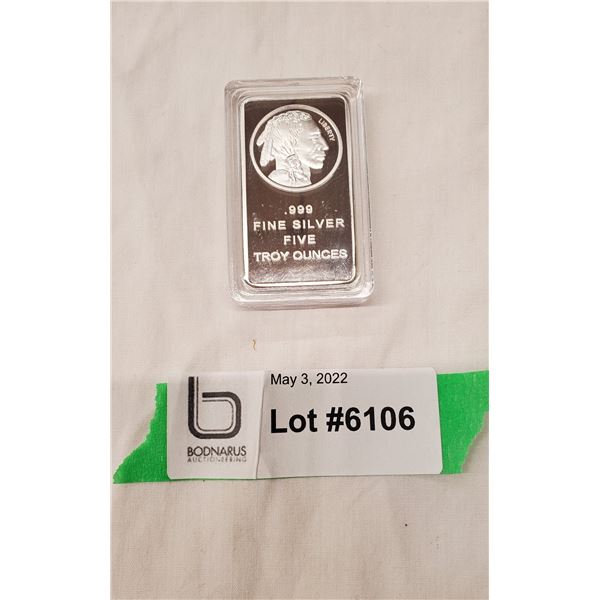 LIBERTY
.999
FINE SILVER
FIVE
TROY OUNCES
May 3, 2022
Lot #6106
b
BODNARUS
AUCTIONEERING